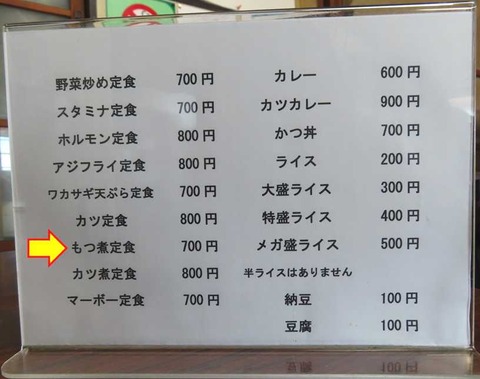 野菜炒め定食 700円
スタミナ定食 700円
ホルモン定食 800円
アジフライ定食 800円
ワカサギ天ぷら定食 700円
カツ定食 800円
もつ煮定食 700円
カツ煮定食 800円
マーボー定食 700円
カレー 600円
カツカレー 900円
かつ丼 700円
ライス 200円
大盛ライス 300円
特盛ライス 400円
メガ盛ライス 500円
半ライスはありません
納豆 100円
豆腐 100円